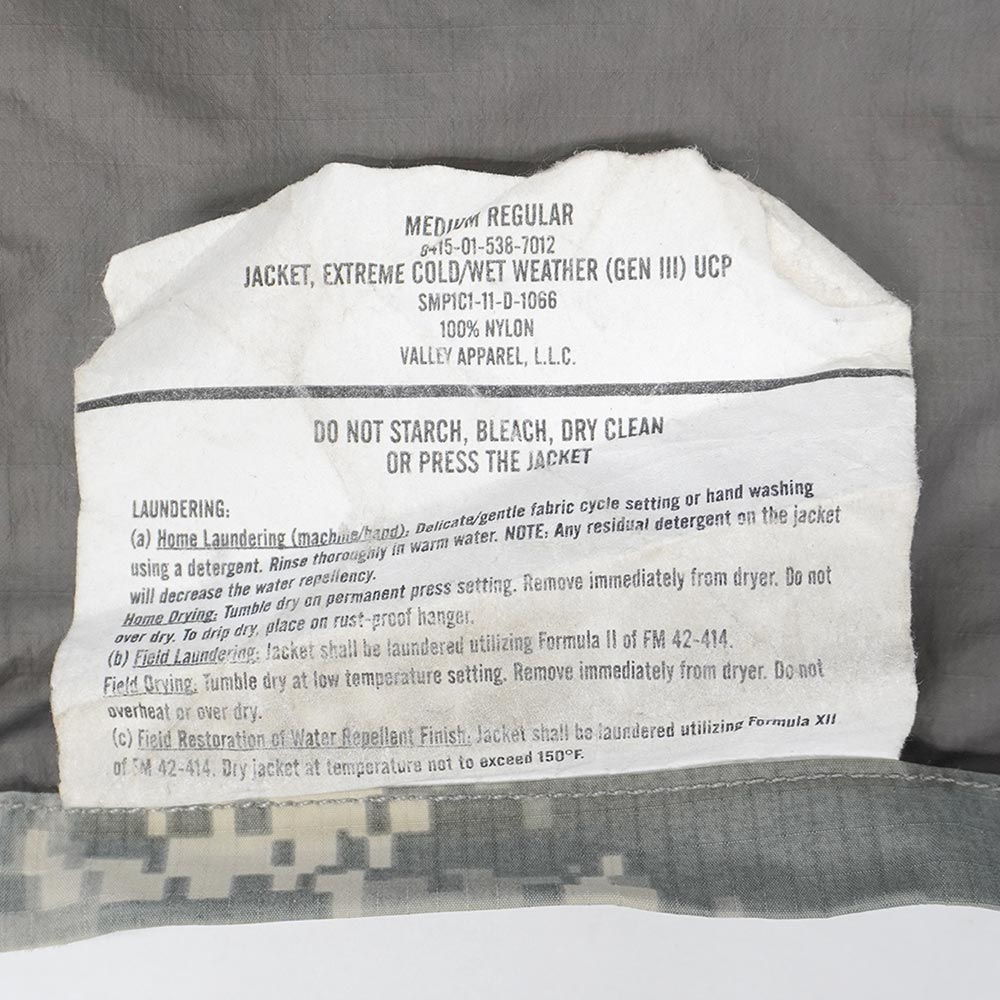 MEDIUM REGULAR
8415-01-538-7012
JACKET, EXTREME COLD/WET WEATHER (GEN III) UCP
SMP1C1-11-D-1066
100% NYLON
VALLEY APPAREL, L.L.C.
DO NOT STARCH, BLEACH, DRY CLEAN
OR PRESS THE JACKET
LAUNDERING:
(a) Home Laundering (machine/hand): Delicate/gentle fabric cycle setting or hand washing
using a detergent. Rinse thoroughly in warm water. NOTE: Any residual detergent on the jacket
will decrease the water repellency.
Home Drying: Tumble dry on permanent press setting. Remove immediately from dryer. Do not
over dry. To drip dry, place on rust-proof hanger.
(b) Field Laundering: Jacket shall be laundered utilizing Formula II of FM 42-414.
Field Drying. Tumble dry at low temperature setting. Remove immediately from dryer. Do not
overheat or over dry.
(c) Field Restoration of Water Repellent Finish: Jacket shall be laundered utilizing Formula XII
of FM 42-414. Dry jacket at temperature not to exceed 150°F.